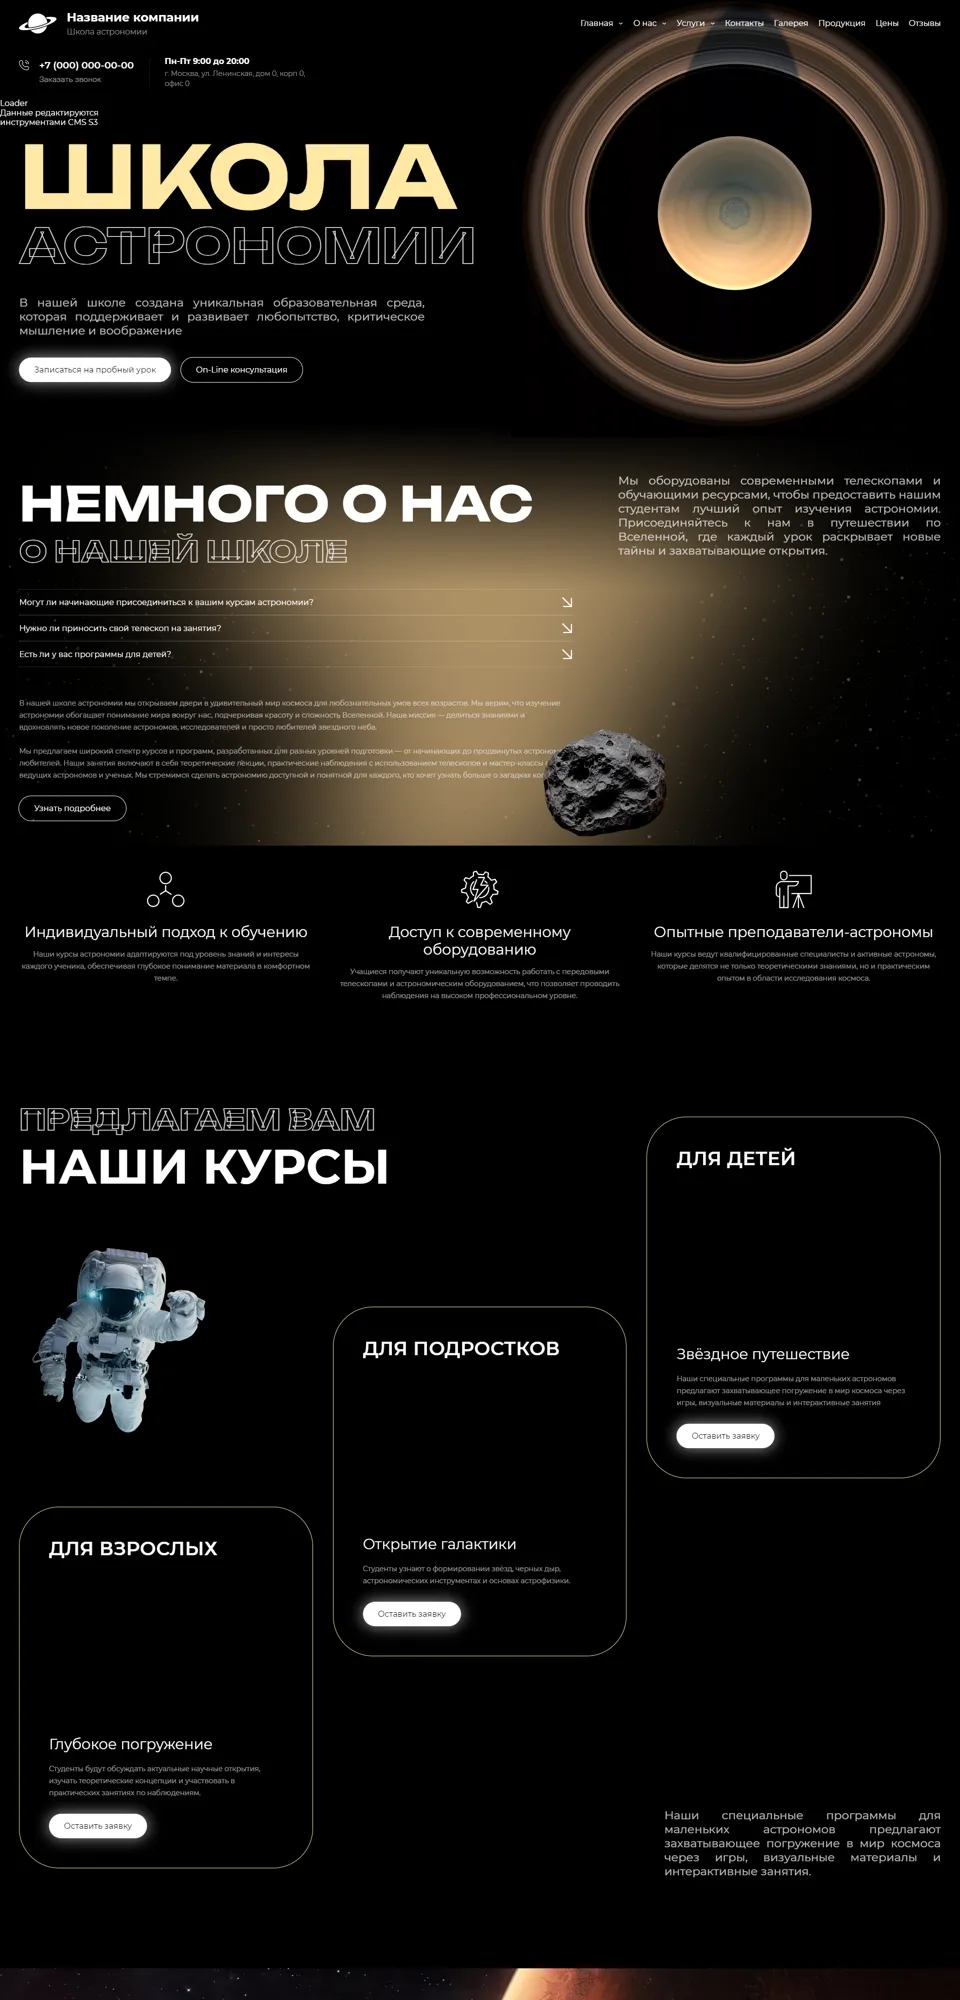 Название компании
Школа астрономии
Главная О нас Услуги Контакты Галерея Продукция Цены Отзывы
+7 (000) 000-00-00
Заказать звонок
Пн-Пт 9:00 до 20:00
г. Москва, ул. Ленинская, дом 0, корп 0,
офис 0
Loader
Данные редактируются
инструментами CMS S3
ШКОЛА
АСТРОНОМИИ
В нашей школе создана уникальная образовательная среда,
которая поддерживает и развивает любопытство, критическое
мышление и воображение
Записаться на пробный урок
On-Line консультация
НЕМНОГО О НАС
О НАШЕЙ ШКОЛЕ
Мы оборудованы современными телескопами и
обучающими ресурсами, чтобы предоставить нашим
студентам лучший опыт изучения астрономии.
Присоединяйтесь к нам в путешествии по
Вселенной, где каждый урок раскрывает новые
тайны и захватывающие открытия.
Могут ли начинающие присоединиться к вашим курсам астрономии?
Нужно ли приносить свой телескоп на занятия?
Есть ли у вас программы для детей?
В нашей школе астрономии мы открываем двери в удивительный мир космоса для любознательных умов всех возрастов. Мы верим, что изучение
астрономии обогащает понимание мира вокруг нас, подчеркивая красоту и сложность Вселенной. Наша миссия — делиться знаниями и
вдохновлять новое поколение астрономов, исследователей и просто любителей звездного неба.
Мы предлагаем широкий спектр курсов и программ, разработанных для разных уровней подготовки — от начинающих до продвинутых
любителей. Наши занятия включают в себя теоретические лекции, практические наблюдения с использованием телескопов и мастер-классы
ведущих астрономов и ученых. Мы стремимся сделать астрономию доступной и понятной для каждого, кто хочет узнать больше о загадках
Узнать подробнее
Индивидуальный подход к обучению
Наши курсы астрономии адаптируются под уровень знаний и интересы
каждого ученика, обеспечивая глубокое понимание материала в комфортном
темпе.
Доступ к современному
оборудованию
Учащиеся получают уникальную возможность работать с передовыми
телескопами и астрономическим оборудованием, что позволяет проводить
наблюдения на высоком профессиональном уровне.
Опытные преподаватели-астрономы
Наши курсы ведут квалифицированные специалисты и активные астрономы,
которые делятся не только теоретическими знаниями, но и практическим
опытом в области исследования космоса.
ПРЕДЛАГАЕМ ВАМ
НАШИ КУРСЫ
ДЛЯ ДЕТЕЙ
Звёздное путешествие
Наши специальные программы для маленьких астрономов
предлагают захватывающее погружение в мир космоса через
игры, визуальные материалы и интерактивные занятия
Оставить заявку
ДЛЯ ПОДРОСТКОВ
Открытие галактики
Студенты узнают о формировании звёзд, черных дыр,
астрономических инструментах и основах астрофизики.
Оставить заявку
ДЛЯ ВЗРОСЛЫХ
Глубокое погружение
Студенты будут обсуждать актуальные научные открытия,
изучать теоретические концепции и участвовать в
практических занятиях по наблюдениям.
Оставить заявку
Наши специальные программы для
маленьких астрономов предлагают
захватывающее погружение в мир космоса
через игры, визуальные материалы и
интерактивные занятия.